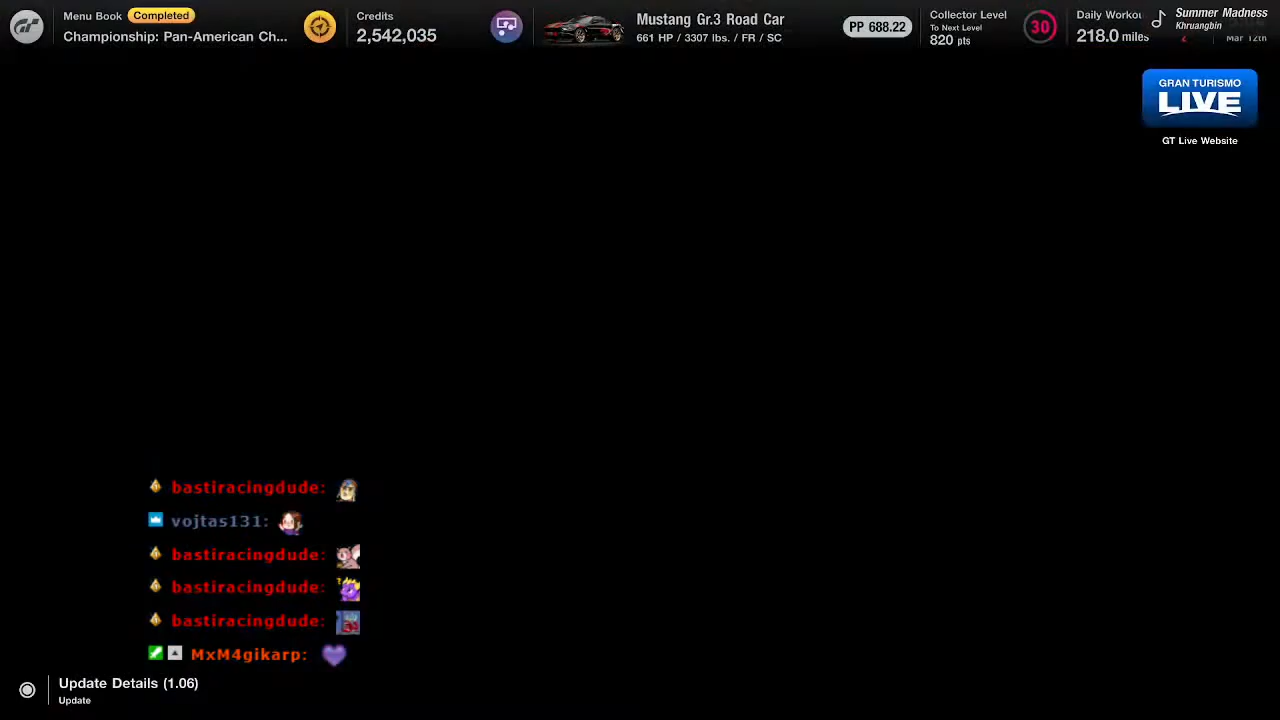 Menu Book Completed
Championship: Pan-American Ch...
Credits
2,542,035
Mustang Gr.3 Road Car
661 HP / 3307 lbs. / FR / SC
PP 688.22
Collector Level
To Next Level
820 pts
30
Daily Workou
218.0 miles
Summer Madness
Khruangbin
Mar 12th
GRAN TURISMO
LIVE
GT Live Website
bastiracingdude:
vojtas131:
bastiracingdude:
bastiracingdude:
bastiracingdude:
MxM4gikarp:
Update Details (1.06)
Update